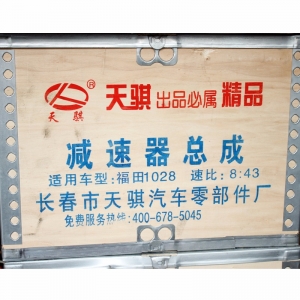 ® 天骐出品必属精品
天骐
减速器总成
适用车型:福田1028 速比:8:43
长春市天骐汽车零部件厂
免费服务热线:400-678-5045